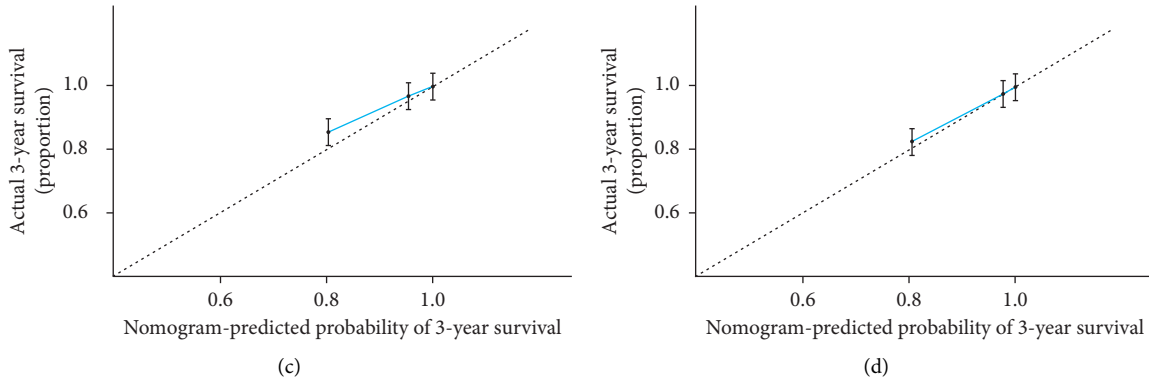 Actual 3-year survival
(proportion)
1.0
0.8
0.6
0.6 0.8 1.0
Nomogram-predicted probability of 3-year survival
(c)
Actual 3-year survival
(proportion)
1.0
0.8
0.6
0.6 0.8 1.0
Nomogram-predicted probability of 3-year survival
(d)